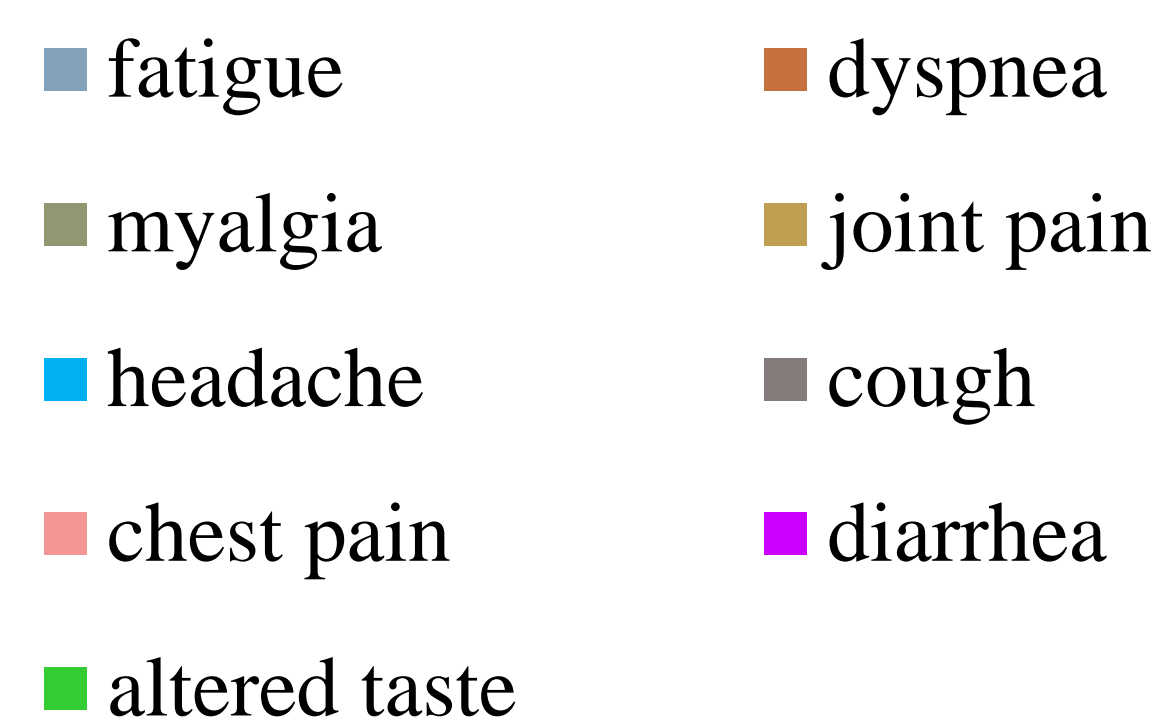 fatigue
dyspnea
myalgia
joint pain
headache
cough
chest pain
diarrhea
altered taste